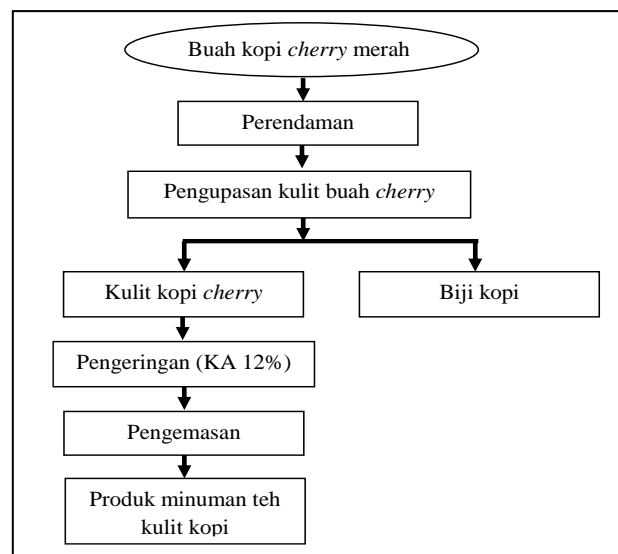 Buah kopi cherry merah
Perendaman
Pengupasan kulit buah cherry
Kulit kopi cherry
Biji kopi
Pengeringan (KA 12%)
Pengemasan
Produk minuman teh
kulit kopi